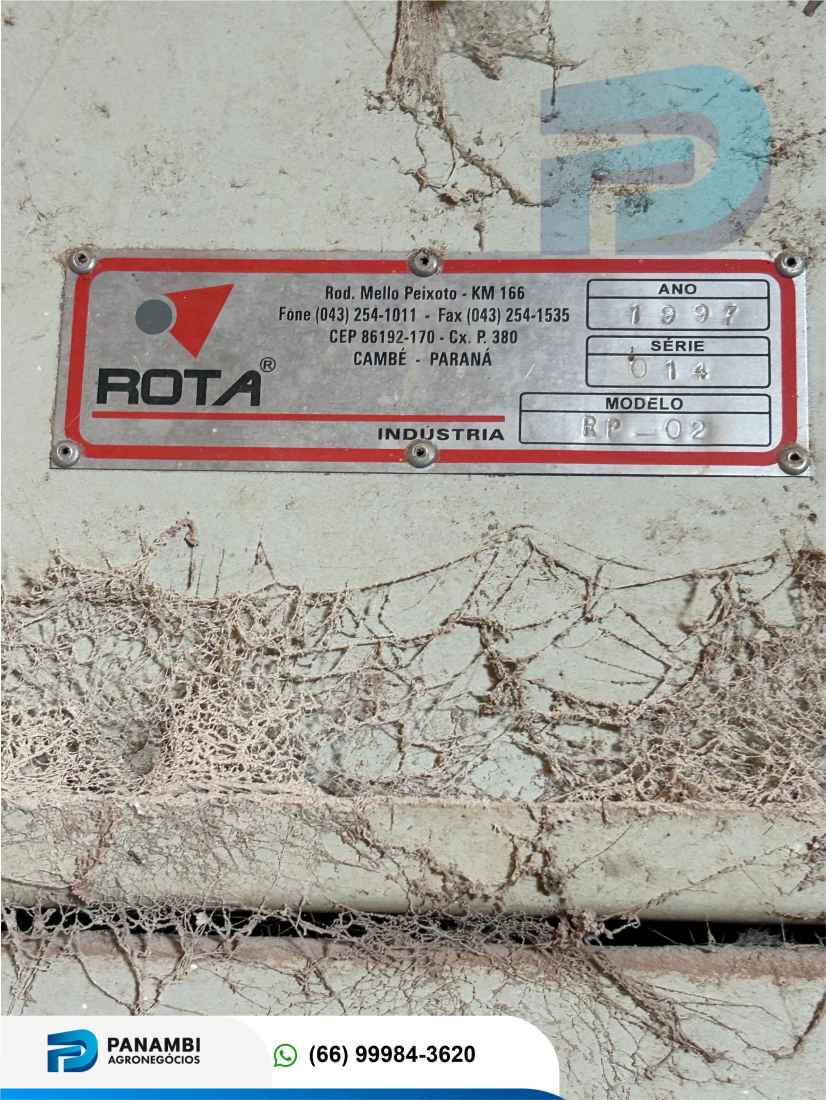 Rod. Mello Peixoto - KM 166
Fone (043) 254-1011 - Fax (043) 254-1535
CEP 86192-170 - Cx. P. 380
CAMBÉ - PARANÁ
ROTA®
INDÚSTRIA
ANO
1997
SÉRIE
014
MODELO
RP-02
PANAMBI
AGRONEGÓCIOS
(66) 99984-3620